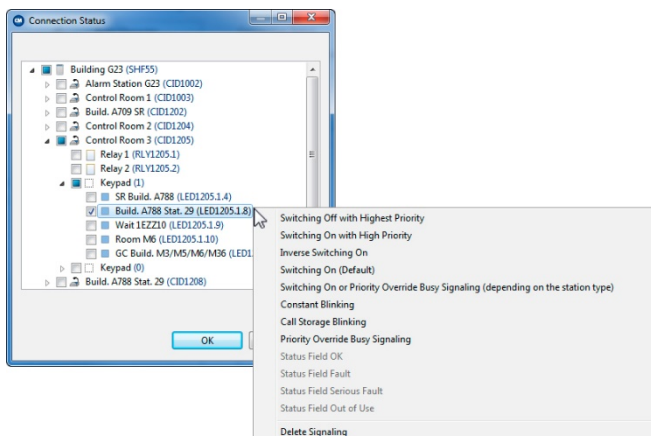 CM Connection Status
Building G23 (SHF55)
Alarm Station G23 (CID1002)
Control Room 1 (CID1003)
Build. A709 SR (CID1202)
Control Room 2 (CID1204)
Control Room 3 (CID1205)
Relay 1 (RLY1205.1)
Relay 2 (RLY1205.2)
Keypad (1)
SR Build. A788 (LED1205.1.4)
Build. A788 Stat. 29 (LED1205.1.8)
Wait 1EZZ10 (LED1205.1.9)
Room M6 (LED1205.1.10)
GC Build. M3/M5/M6/M36 (LED1
Keypad (0)
Build. A788 Stat. 29 (CID1208)
OK
Switching Off with Highest Priority
Switching On with High Priority
Inverse Switching On
Switching On (Default)
Switching On or Priority Override Busy Signaling (depending on the station type)
Constant Blinking
Call Storage Blinking
Priority Override Busy Signaling
Status Field OK
Status Field Fault
Status Field Serious Fault
Status Field Out of Use
Delete Signaling